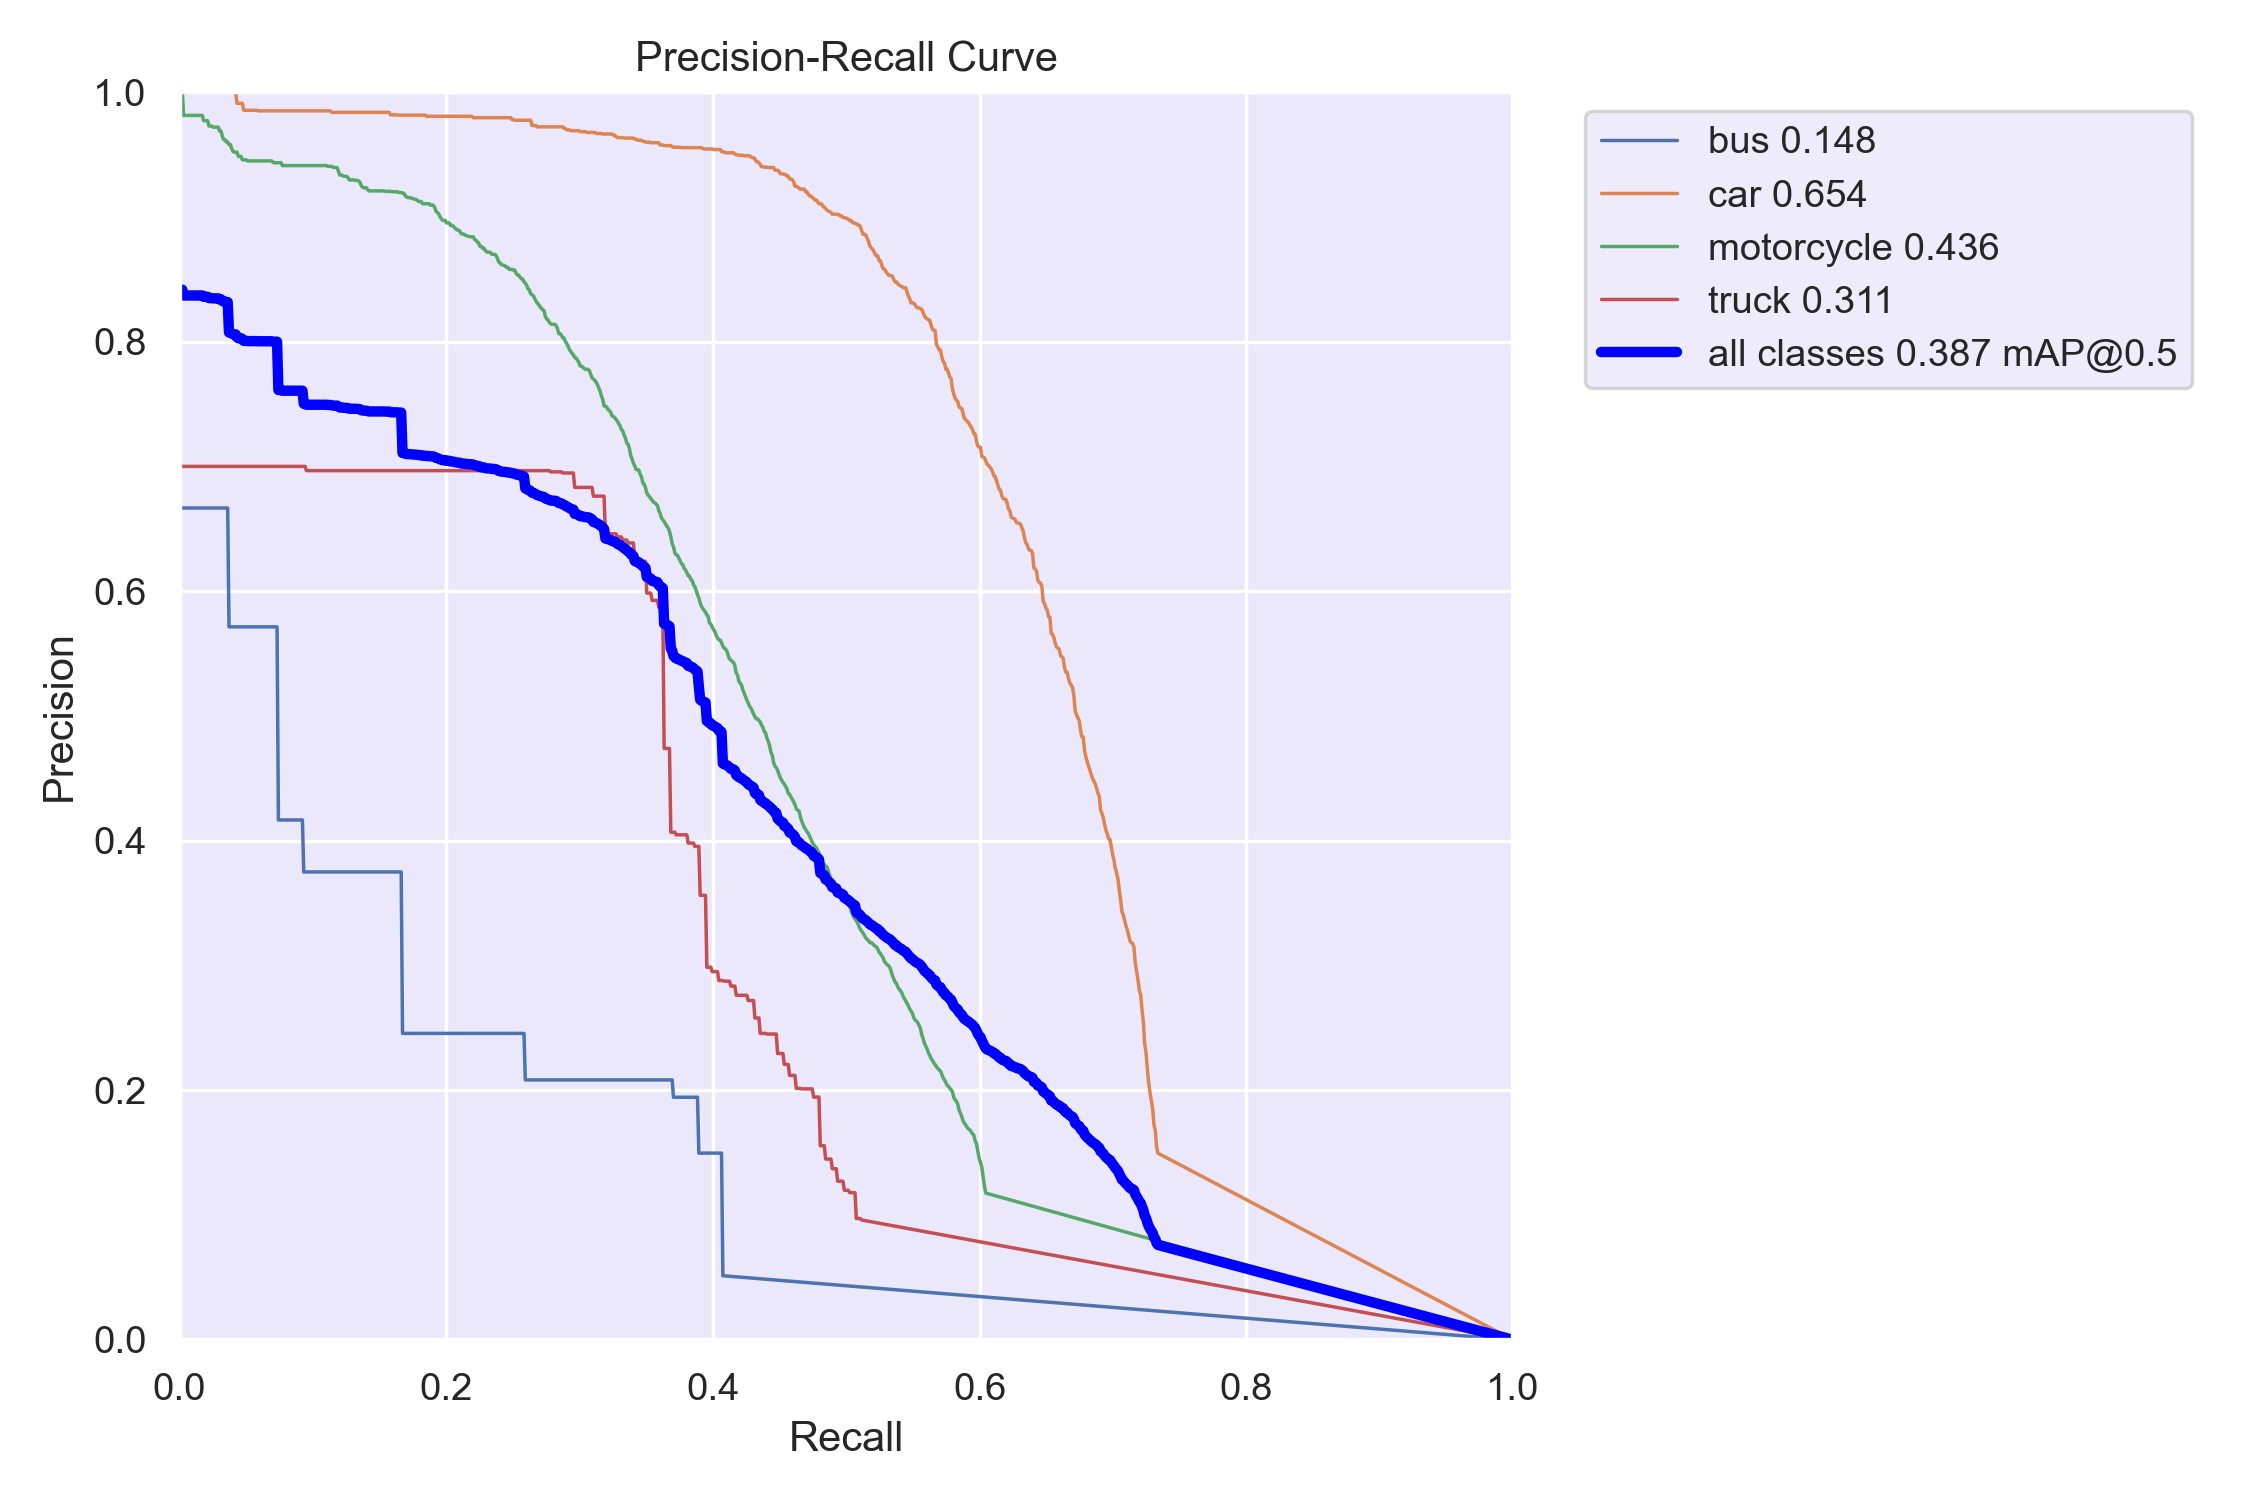 Precision-Recall Curve
1.0
0.8
0.6
0.4
0.2
0.0
Precision
0.0 0.2 0.4 0.6 0.8 1.0
Recall
bus 0.148
car 0.654
motorcycle 0.436
truck 0.311
all classes 0.387 mAP@0.5